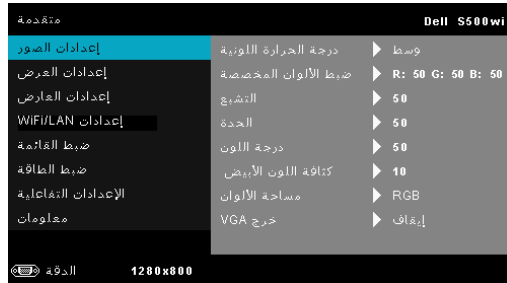 متقدمة
Dell S500wi
إعدادات الصور
إعدادات العرض
إعدادات العارض
إعدادات WiFi/LAN
ضبط القائمة
ضبط الطاقة
الإعدادات التفاعلية
معلومات
درجة الحرارة اللونية وسط
ضبط الألوان المخصصة R: 50 G: 50 B: 50
التشبع 50
الحدة 50
درجة اللون 50
كثافة اللون الأبيض 10
مساحة الألوان RGB
خرج VGA إيقاف
الدقة 1280x800